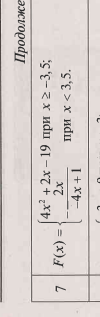 Продолже
7
F(x) = { 4x² + 2x − 19 при x ≥ −3,5;
−2x/(−4x + 1) при x < 3,5.